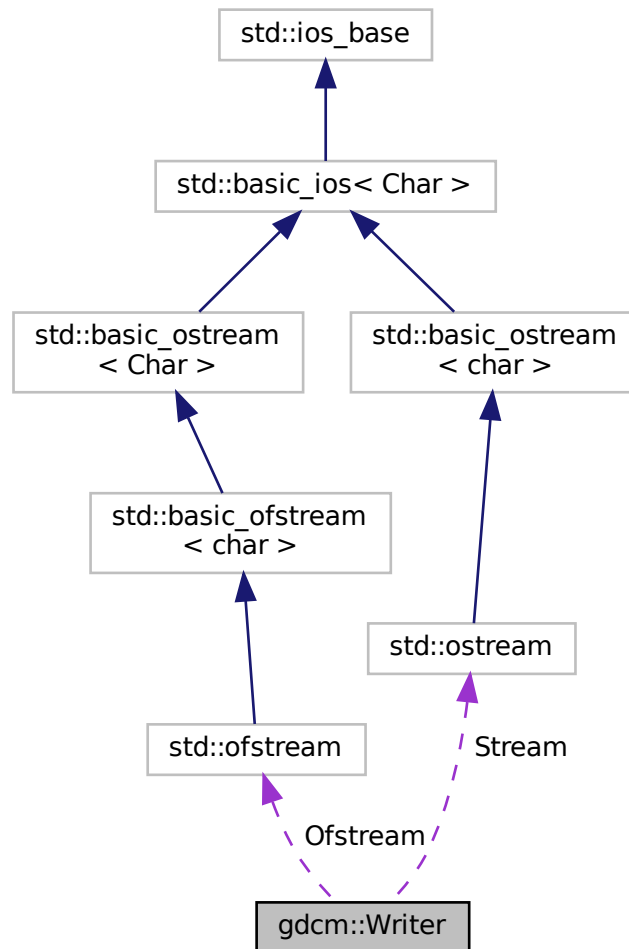 std::ios_base
std::basic_ios< Char >
std::basic_ostream
< Char >
std::basic_ostream
< char >
std::basic_ofstream
< char >
std::ostream
std::ofstream
Stream
Ofstream
gdcm::Writer